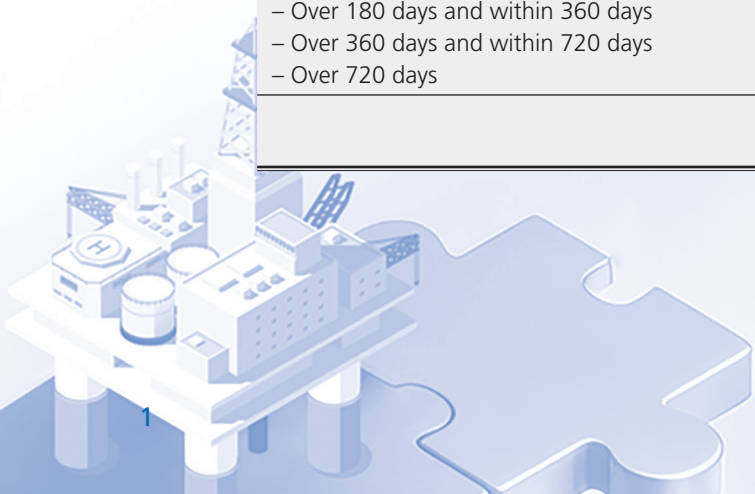 – Over 180 days and within 360 days
– Over 360 days and within 720 days
– Over 720 days
H
1